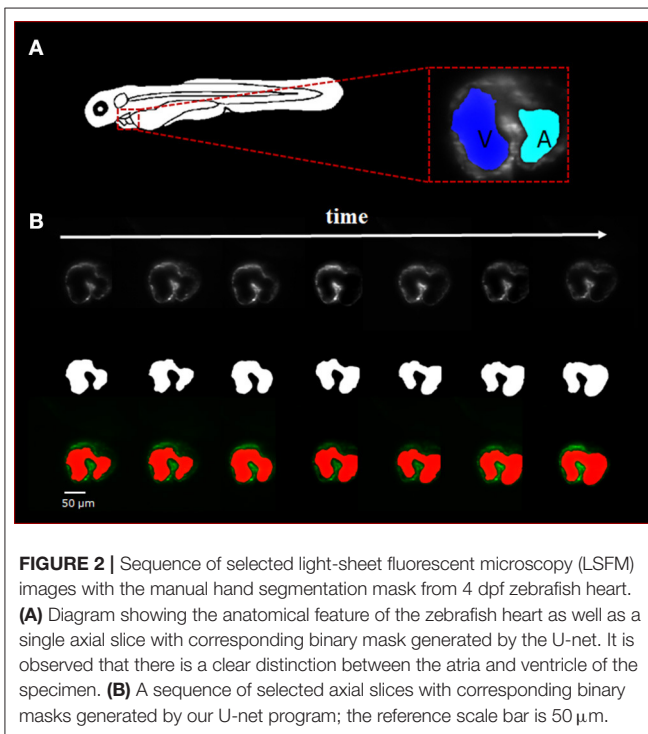 A
V
A
time
B
50 μm
FIGURE 2 | Sequence of selected light-sheet fluorescent microscopy (LSFM)
images with the manual hand segmentation mask from 4 dpf zebrafish heart.
(A) Diagram showing the anatomical feature of the zebrafish heart as well as a
single axial slice with corresponding binary mask generated by the U-net. It is
observed that there is a clear distinction between the atria and ventricle of the
specimen. (B) A sequence of selected axial slices with corresponding binary
masks generated by our U-net program; the reference scale bar is 50 μm.